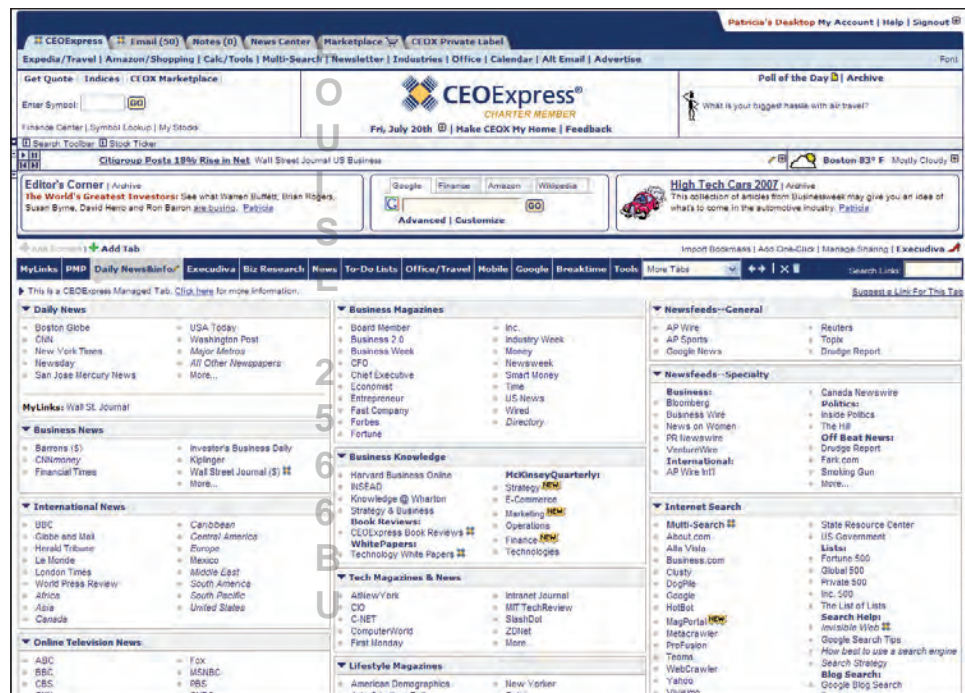 Patricia's Desktop My Account | Help | Signout
CEOExpress Email (50) Notes (0) News Center Marketplace CEOX Private Label
Expedia/Travel | Amazon/Shopping | Calc/Tools | Multi-Search | Newsletter | Industries | Office | Calendar | Alt Email | Advertise Font
Get Quote Indices CEOX Marketplace
Enter Symbol: GO
Finance Center | Symbol Lookup | My Stocks
CEOExpress®
CHARTER MEMBER
Fri, July 20th | Make CEOX My Home | Feedback
Poll of the Day | Archive
What is your biggest hassle with air travel?
Search Toolbar Stock Ticker
Citigroup Posts 18% Rise in Net Wall Street Journal US Business
Boston 83° F Mostly Cloudy
Editor's Corner | Archive
The World's Greatest Investors: See what Warren Buffett, Brian Rogers,
Susan Byrne, David Herro and Ron Baron are buying. Patricia
Google Finance Amazon Wikipedia
G GO
Advanced | Customize
High Tech Cars 2007 | Archive
This collection of articles from Businessweek may give you an idea of
what's to come in the automotive industry. Patricia
Add Tab
Import Bookmarks | Add One-Click | Manage Sharing | Executiva
MyLinks PMP Daily News&info Executiva Biz Research News To-Do Lists Office/Travel Mobile Google Breaktime Tools More Tabs Search Links
This is a CEOExpress Managed Tab. Click here for more information.
Suggest a Link For This Tab
Daily News
Boston Globe
CNN
New York Times
Newsday
San Jose Mercury News
USA Today
Washington Post
Major Metros
All Other Newspapers
More...
MyLinks: Wall St. Journal
Business News
Barrons ($)
CNNmoney
Financial Times
Investor's Business Daily
Kiplinger
Wall Street Journal ($)
More...
International News
BBC
Globe and Mail
Herald Tribune
Le Monde
London Times
World Press Review
Africa
Asia
Canada
Caribbean
Central America
Europe
Mexico
Middle East
South America
South Pacific
United States
Online Television News
ABC
BBC
CBS
Fox
MSNBC
PBS
Business Magazines
Board Member
Business 2.0
Business Week
CFO
Chief Executive
Economist
Entrepreneur
Fast Company
Forbes
Fortune
Inc.
Industry Week
Money
Newsweek
Smart Money
Time
US News
Wired
Directory
Business Knowledge
Harvard Business Online
INSEAD
Knowledge @ Wharton
Strategy & Business
Book Reviews:
CEOExpress Book Reviews
WhitePapers:
Technology White Papers
McKinseyQuarterly:
Strategy NEW
E-Commerce
Marketing NEW
Operations
Finance NEW
Technologies
Tech Magazines & News
AtNewYork
CIO
C-NET
ComputerWorld
First Monday
Intranet Journal
MIT TechReview
SlashDot
ZDNet
More...
Lifestyle Magazines
American Demographics
New Yorker
Newsfeeds--General
AP Wire
AP Sports
Google News
Reuters
Topix
Drudge Report
Newsfeeds--Specialty
Business:
Bloomberg
Business Wire
News on Women
PR Newswire
VentureWire
International:
AP Wire Int'l
Canada Newswire
Politics:
Inside Politics
The Hill
Off Beat News:
Drudge Report
Fark.com
Smoking Gun
More...
Internet Search
Multi-Search
About.com
Alta Vista
Business.com
Clusty
DogPile
Google
HotBot
MagPortal NEW
Metacrawler
ProFusion
Teoma
WebCrawler
Yahoo
State Resource Center
US Government
Lists:
Fortune 500
Global 500
Private 500
Inc. 500
The List of Lists
Search Help:
Invisible Web
Google Search Tips
How best to use a search engine
Search Strategy
Blog Search:
Google Blog Search